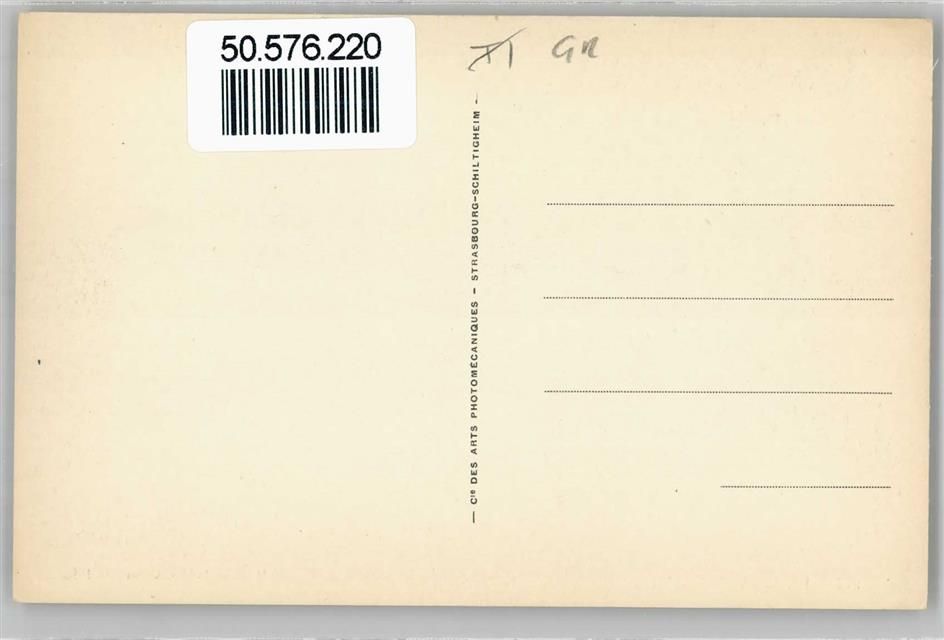 50.576.220
GR
— Cie DES ARTS PHOTOMÉCANIQUES – STRASBOURG-SCHILTIGHEIM –